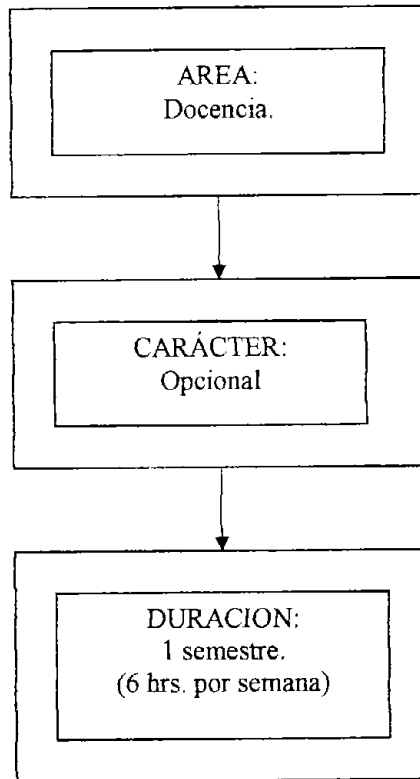 AREA:
Docencia.
CARÁCTER:
Opcional
DURACION:
1 semestre.
(6 hrs. por semana)